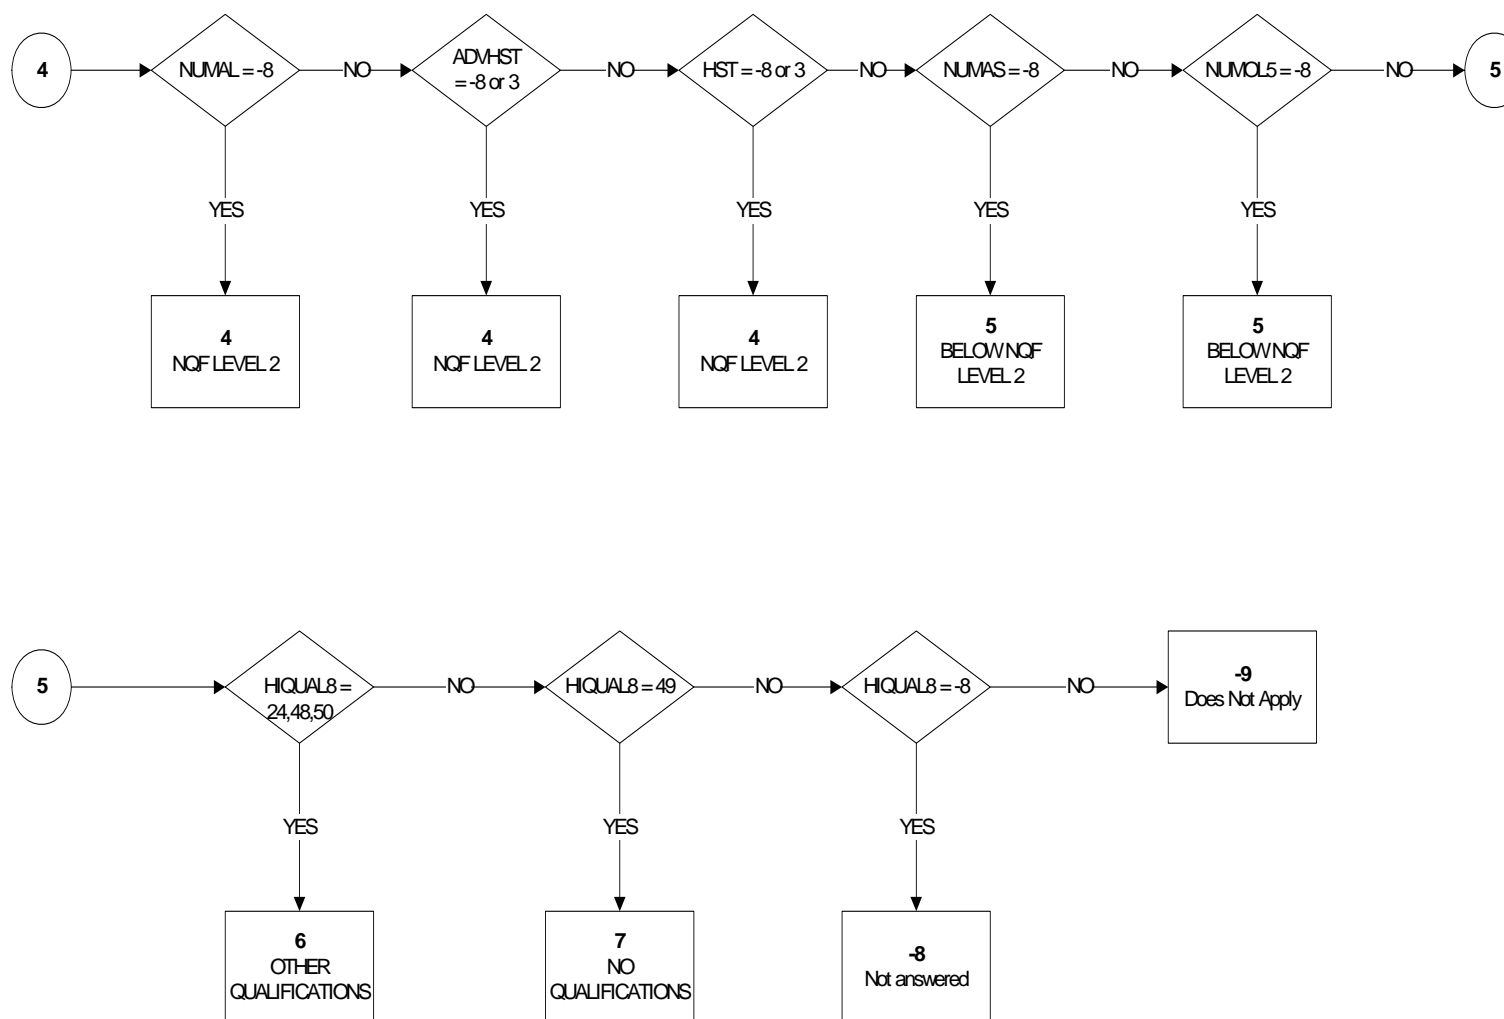 4
NUMAL = -8
NO
ADVHST
= -8 or 3
NO
HST = -8 or 3
NO
NUMAS = -8
NO
NUMOL5 = -8
NO
5
YES
YES
YES
YES
YES
4
NQF LEVEL 2
4
NQF LEVEL 2
4
NQF LEVEL 2
5
BELOW NQF
LEVEL 2
5
BELOW NQF
LEVEL 2
5
HIQUAL8 =
24,48,50
NO
HIQUAL8 = 49
NO
HIQUAL8 = -8
NO
-9
Does Not Apply
YES
YES
YES
6
OTHER
QUALIFICATIONS
7
NO
QUALIFICATIONS
-8
Not answered